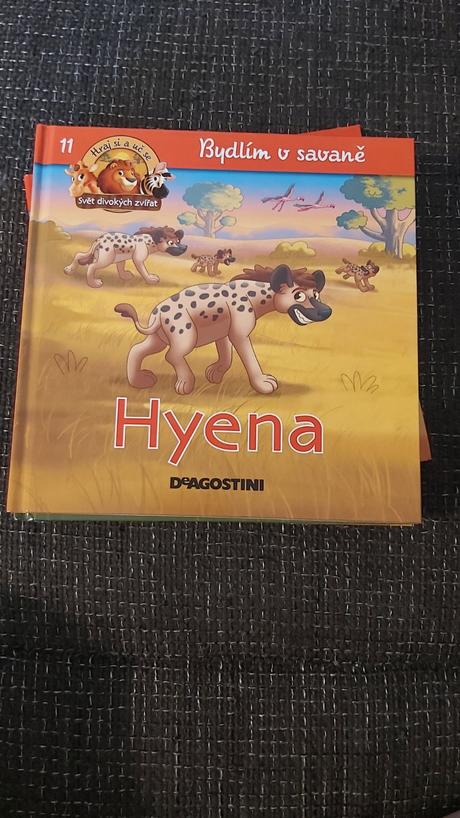 11
Hraj si a uč se
Svět divokých zvířat
Bydlím v savaně
Hyena
DeAGOSTINI